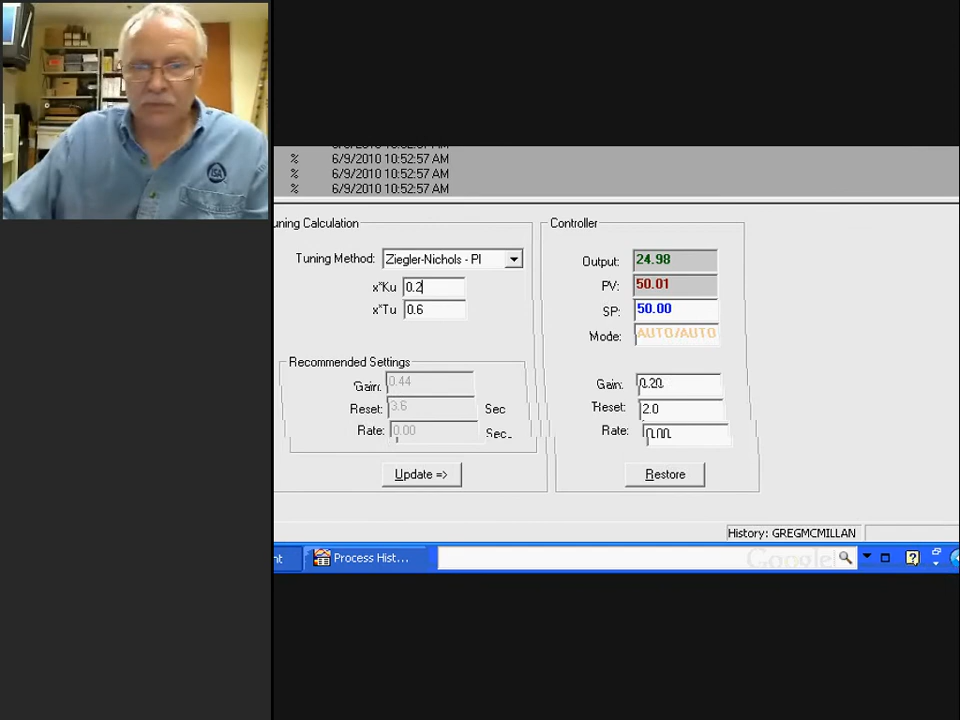 % 6/9/2010 10:52:57 AM
% 6/9/2010 10:52:57 AM
% 6/9/2010 10:52:57 AM
uning Calculation
Tuning Method: Ziegler-Nichols - PI
x*Ku 0.2
x*Tu 0.6
Recommended Settings
Gain: 0.44
Reset: 3.6 Sec
Rate: 0.00 Sec
Update =>
Controller
Output: 24.98
PV: 50.01
SP: 50.00
Mode: AUTO/AUTO
Gain: 0.20
Reset: 2.0
Rate: 0.00
Restore
History: GREGMCMILLAN
nt Process Hist... Google
ISA